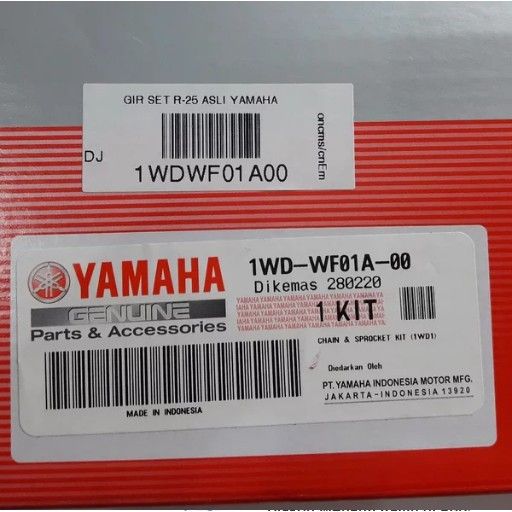 GIR SET R-25 ASLI YAMAHA
DJ
1WDWF01A00
YAMAHA
GENUINE
Parts & Accessories
MADE IN INDONESIA
1WD-WF01A-00
Dikemas 280220
1 KIT
CHAIN & SPROCKET KIT (1WD1)
Diedarkan Oleh
PT. YAMAHA INDONESIA MOTOR MFG.
JAKARTA-INDONESIA 13920